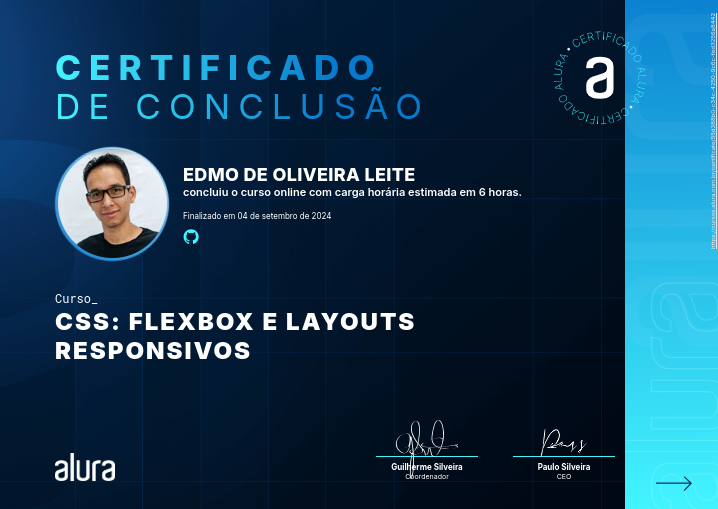 CERTIFICADO
DE CONCLUSÃO
CERTIFICADO ALURA • CERTIFICADO ALURA •
a
EDMO DE OLIVEIRA LEITE
concluiu o curso online com carga horária estimada em 6 horas.
Finalizado em 04 de setembro de 2024
Curso_
CSS: FLEXBOX E LAYOUTS
RESPONSIVOS
alura
Guilherme Silveira
Coordenador
Paulo Silveira
CEO
alura